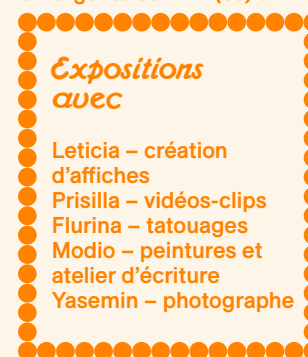 Expositions
avec
Leticia – création
d'affiches
Prisilla – vidéos-clips
Flurina – tatouages
Modio – peintures et
atelier d'écriture
Yasemin – photographe